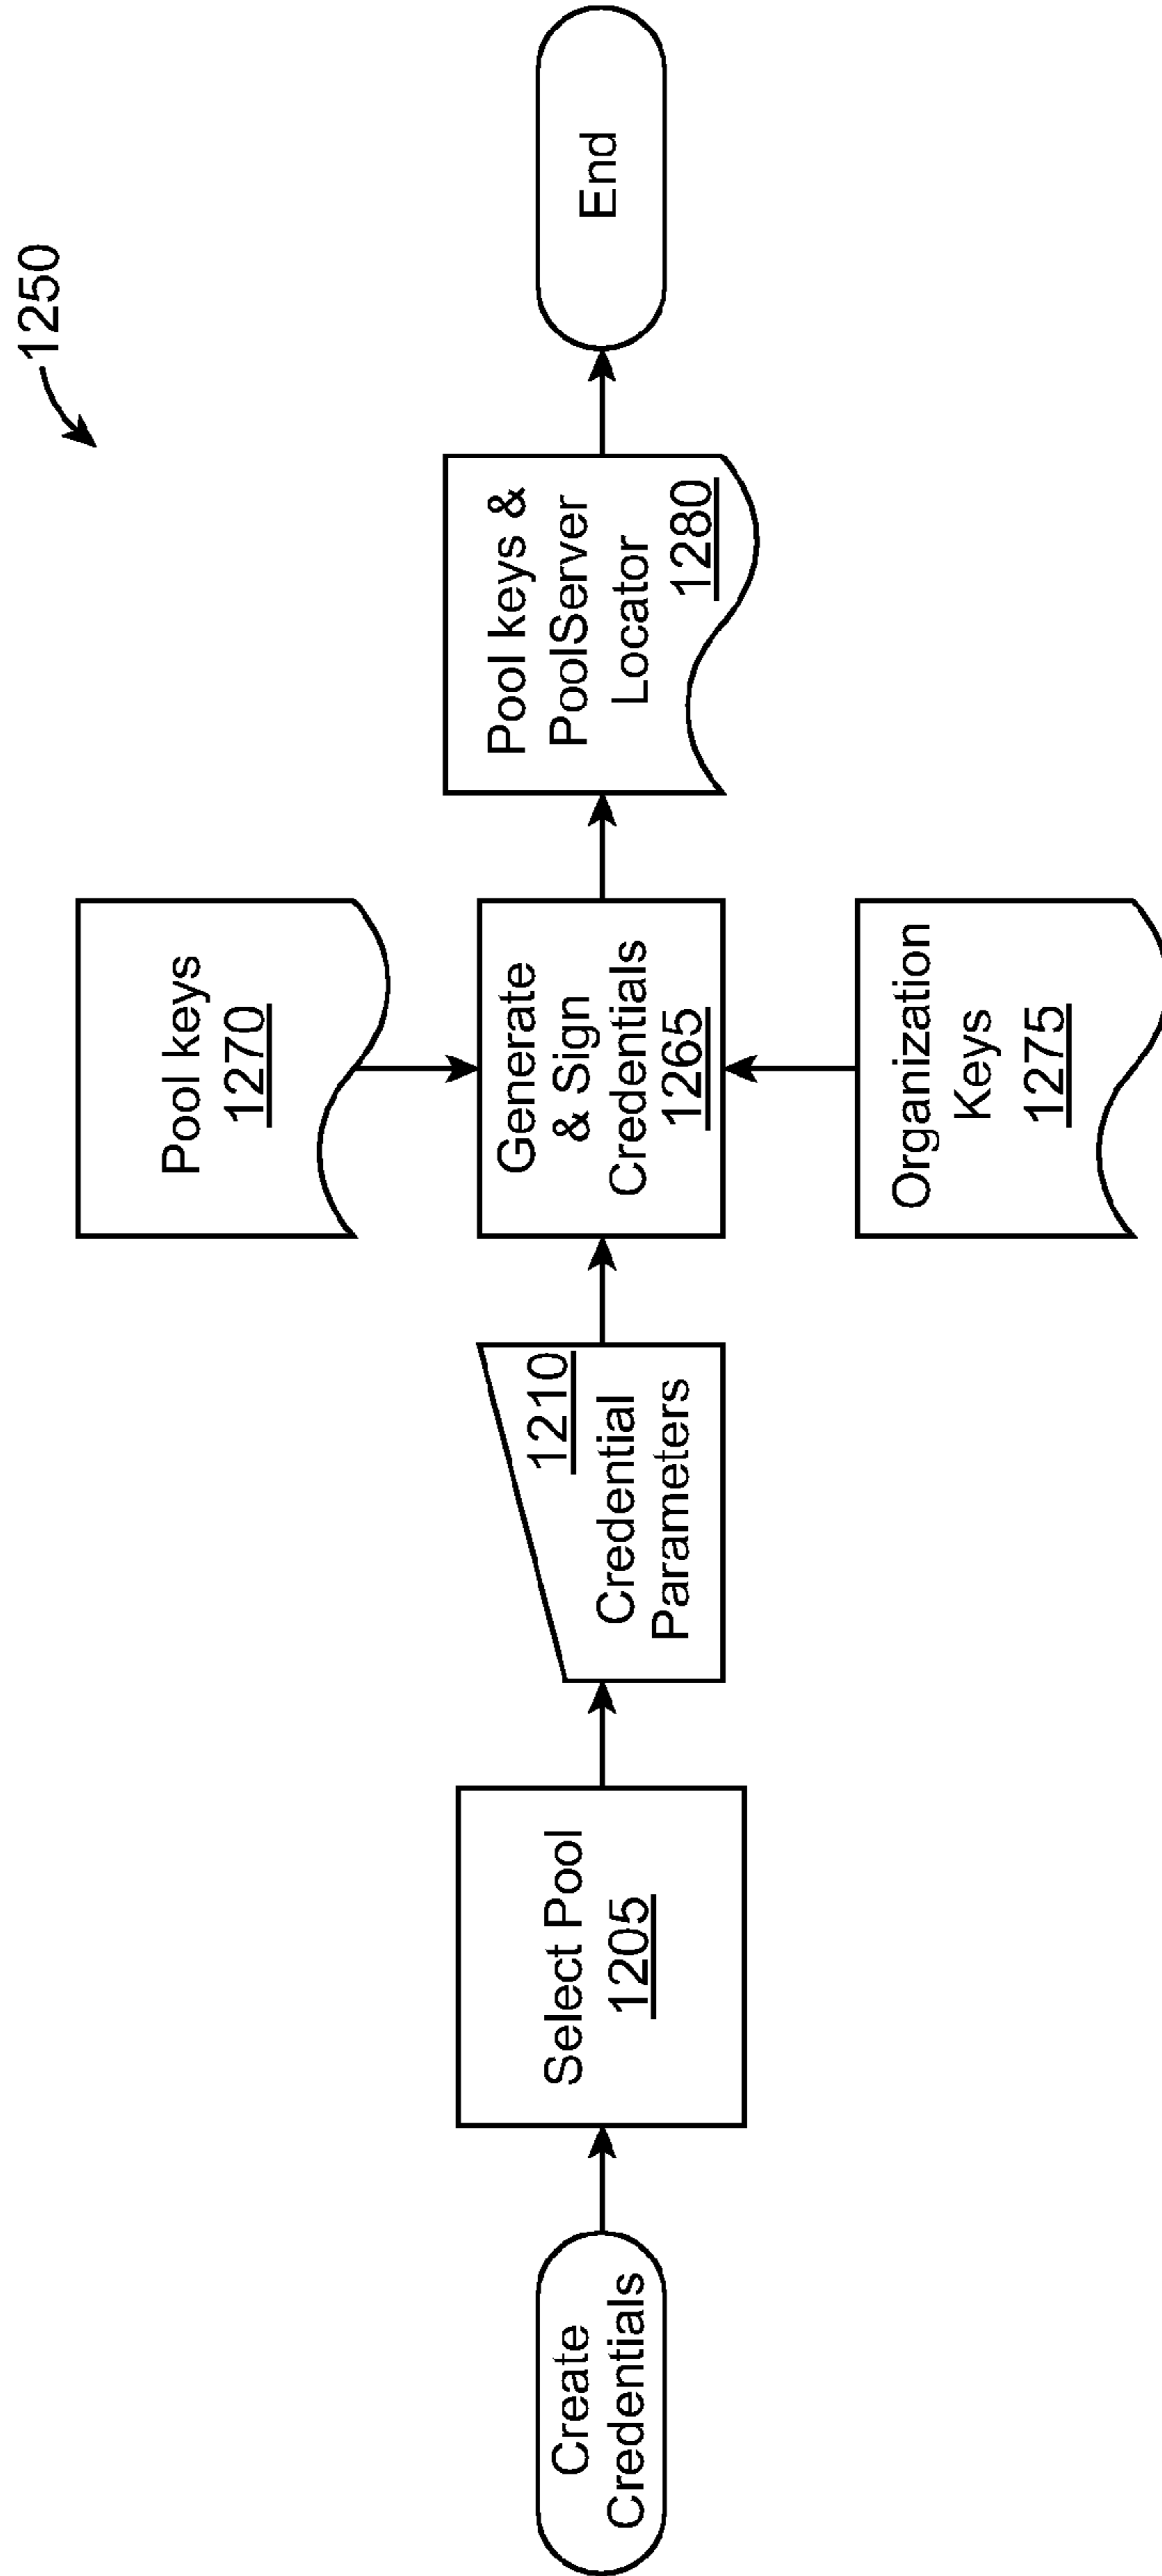 1250
Create
Credentials
Select Pool
1205
1210
Credential
Parameters
Pool keys
1270
Generate
& Sign
Credentials
1265
Organization
Keys
1275
Pool keys &
PoolServer
Locator
1280
End